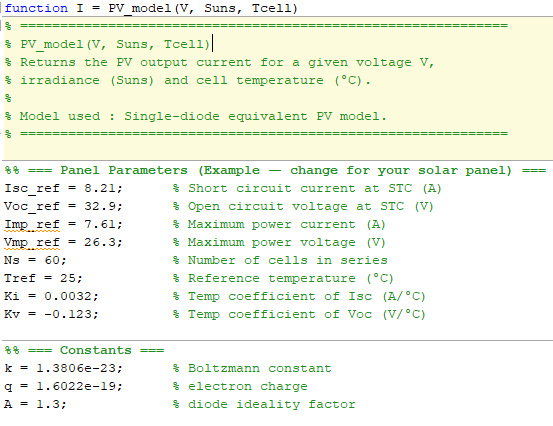 function I = PV_model(V, Suns, Tcell)
% =============================================================
% PV_model(V, Suns, Tcell)
% Returns the PV output current for a given voltage V,
% irradiance (Suns) and cell temperature (°C).
%
% Model used : Single-diode equivalent PV model.
% =============================================================
%% === Panel Parameters (Example — change for your solar panel) ===
Isc_ref = 8.21; % Short circuit current at STC (A)
Voc_ref = 32.9; % Open circuit voltage at STC (V)
Imp_ref = 7.61; % Maximum power current (A)
Vmp_ref = 26.3; % Maximum power voltage (V)
Ns = 60; % Number of cells in series
Tref = 25; % Reference temperature (°C)
Ki = 0.0032; % Temp coefficient of Isc (A/°C)
Kv = -0.123; % Temp coefficient of Voc (V/°C)
%% === Constants ===
k = 1.3806e-23; % Boltzmann constant
q = 1.6022e-19; % electron charge
A = 1.3; % diode ideality factor